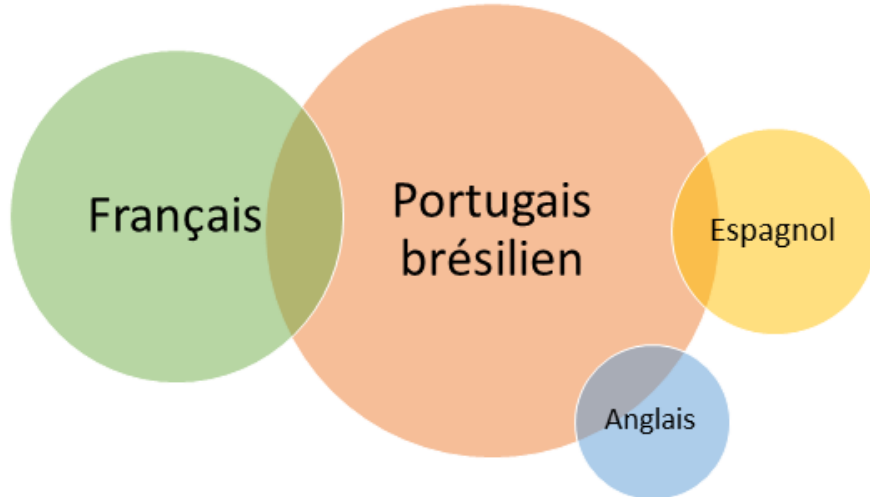 Français
Portugais
brésilien
Espagnol
Anglais